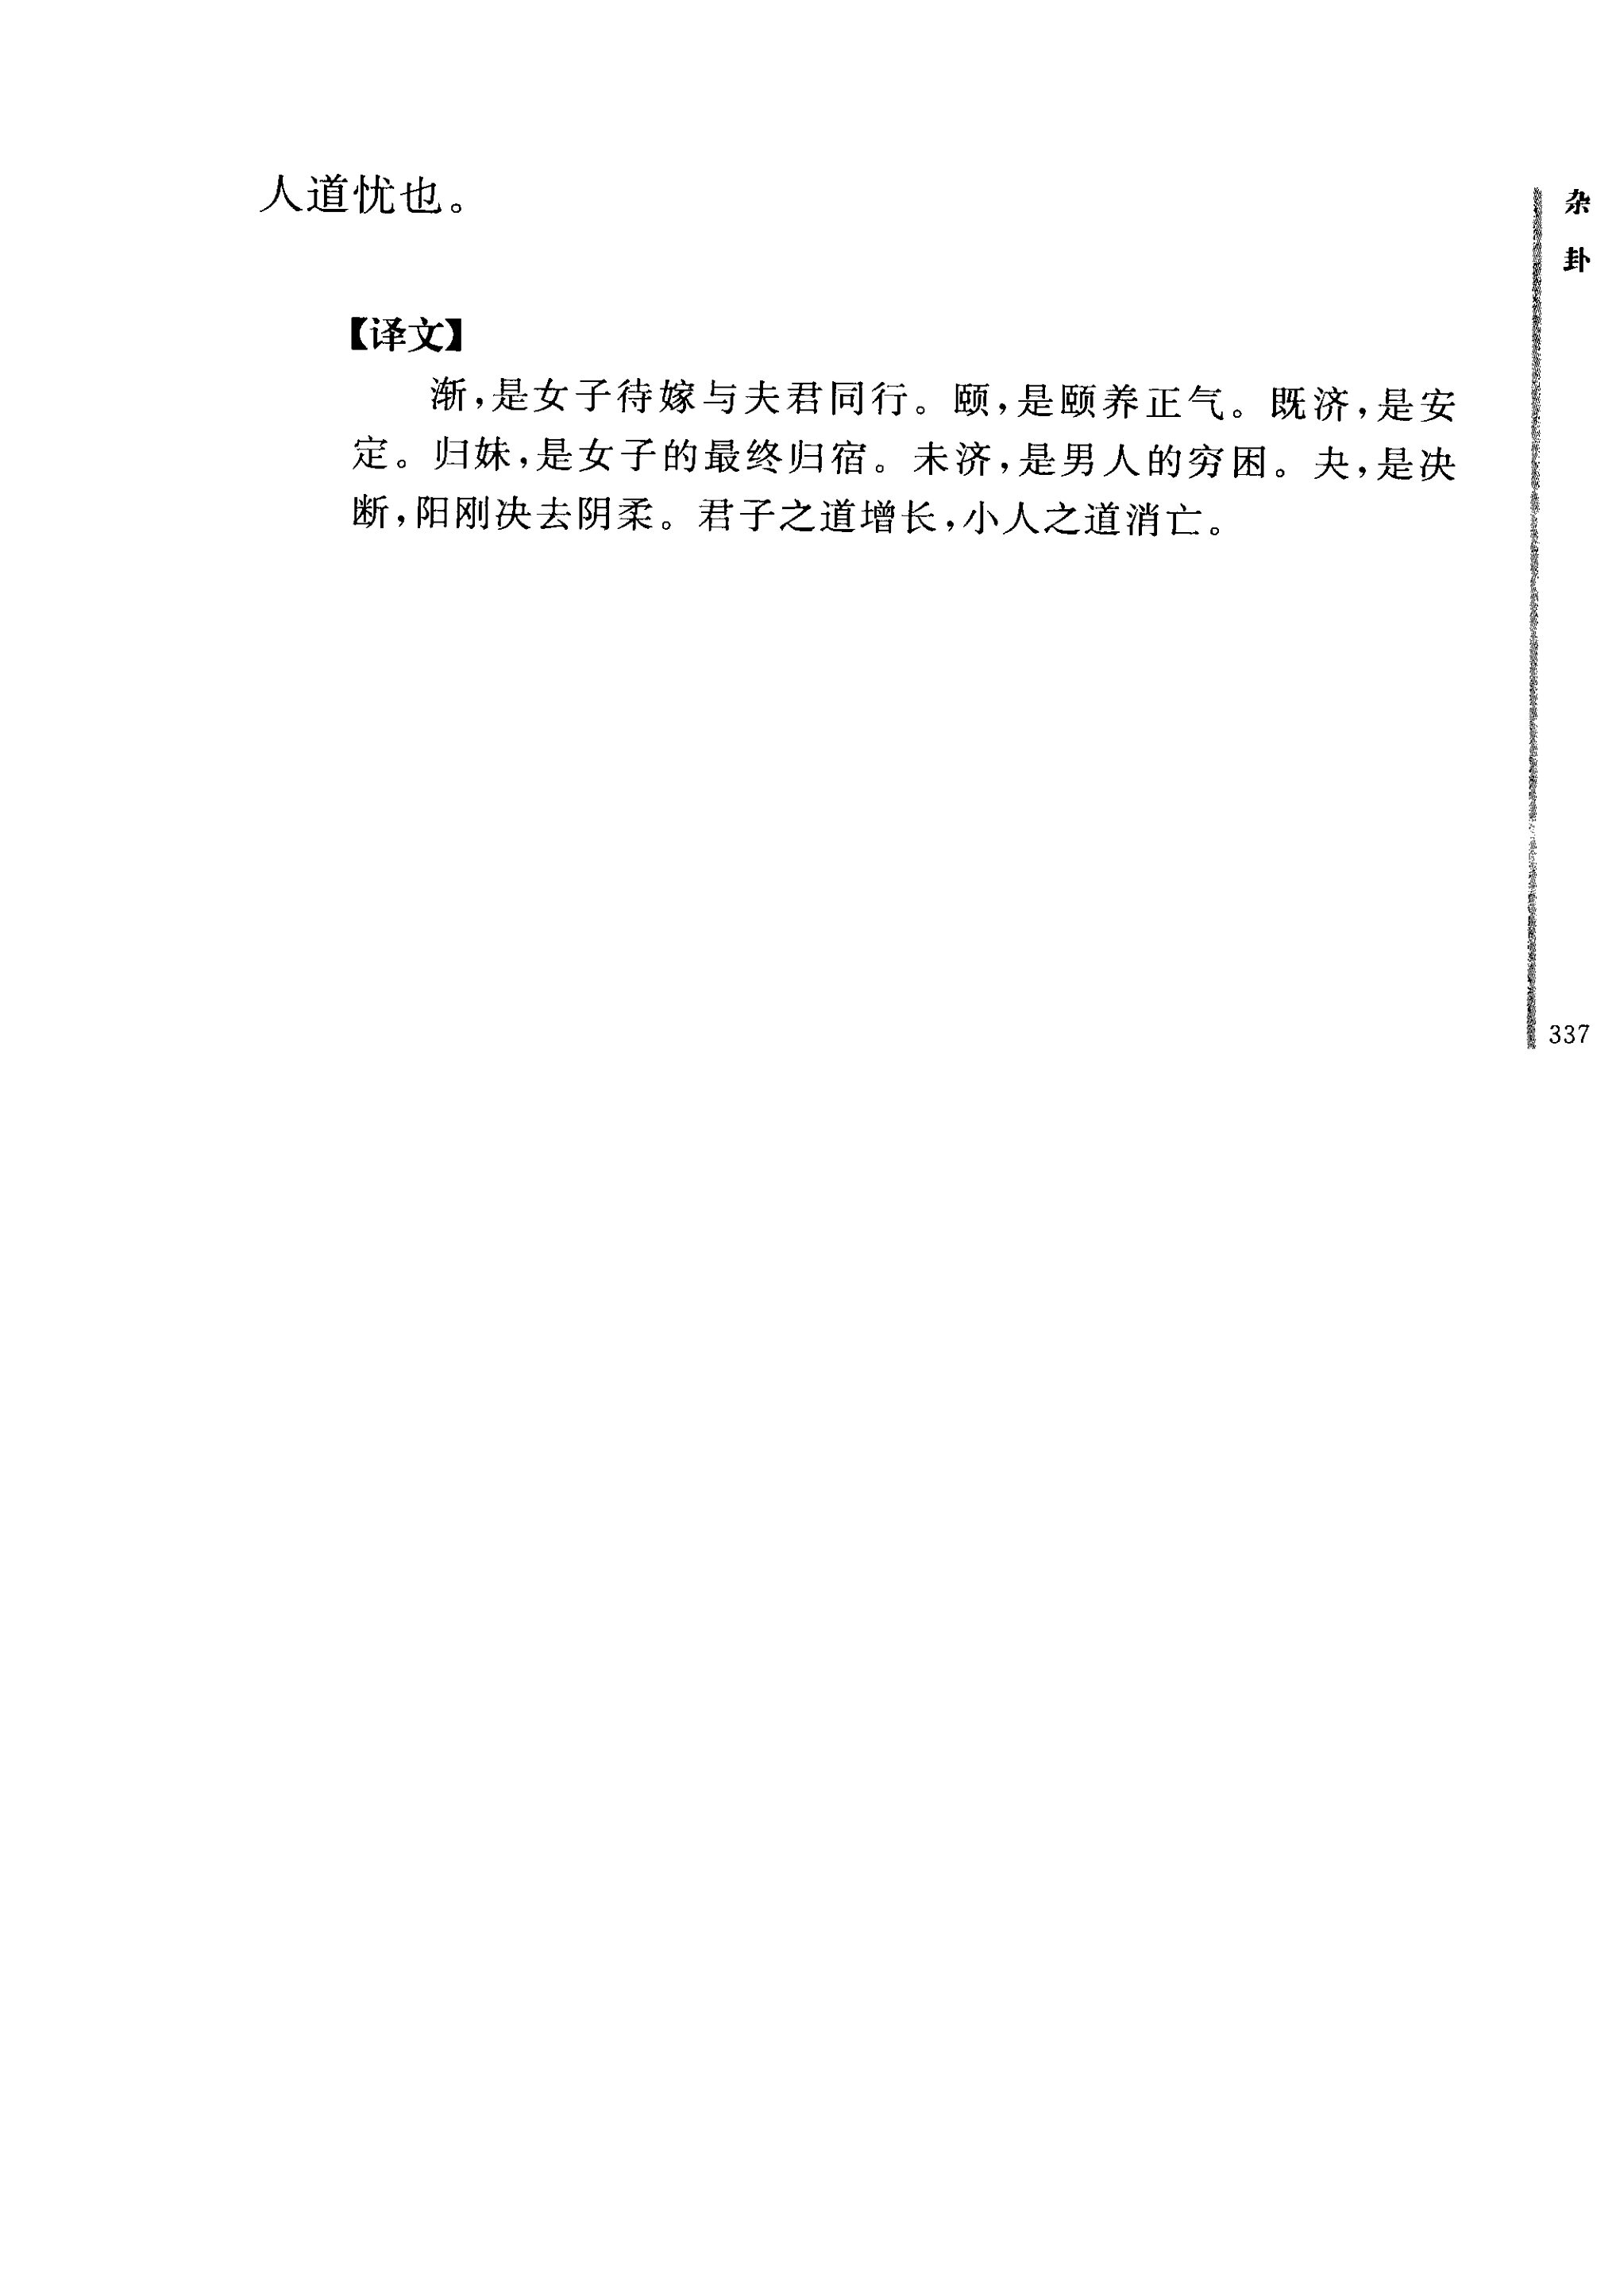 人道忧也。
【译文】
渐,是女子待嫁与夫君同行。颐,是颐养正气。既济,是安
定。归妹,是女子的最终归宿。未济,是男人的穷困。夬,是决
断,阳刚决去阴柔。君子之道增长,小人之道消亡。
杂卦
337